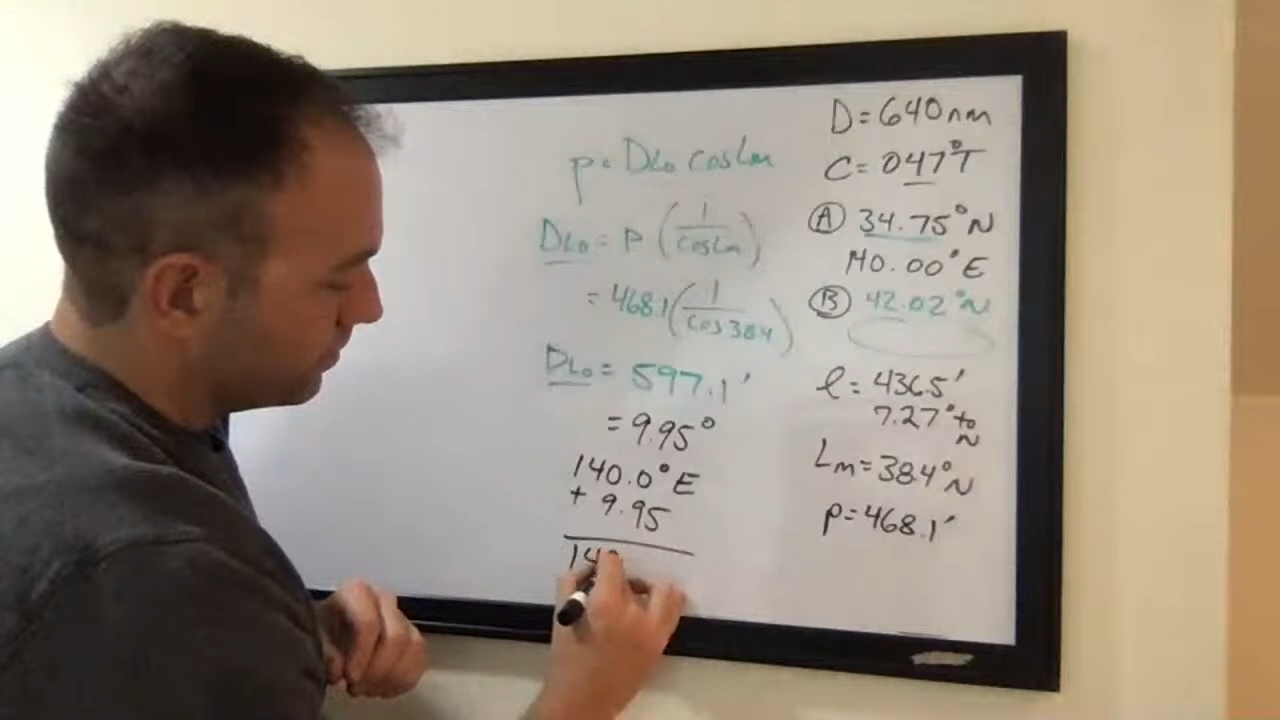 p = DLo cos Lm
DLo = P (1/cos Lm)
= 468.1 (1/cos 38.4)
DLo = 597.1'
= 9.95°
140.0° E
+ 9.95
14
D = 640nm
C = 047°T
Ⓐ 34.75°N
140.00°E
Ⓑ 42.02°N
l = 436.5'
7.27° to N
Lm = 38.4°N
p = 468.1'